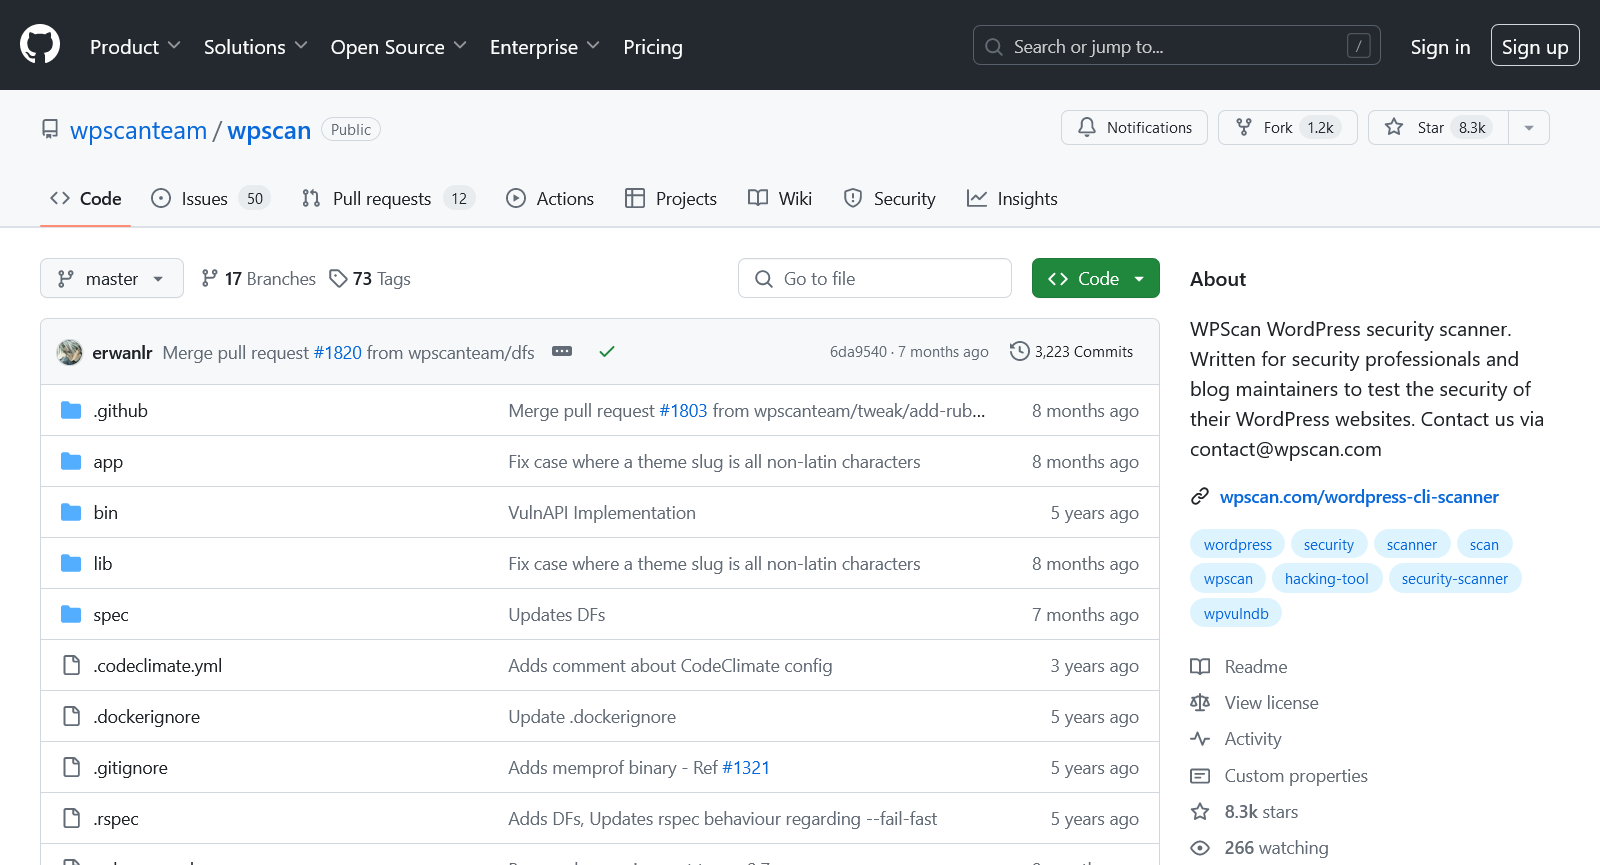 Product Solutions Open Source Enterprise Pricing Search or jump to... / Sign in Sign up
wpscanteam / wpscan Public Notifications Fork 1.2k Star 8.3k
Code Issues 50 Pull requests 12 Actions Projects Wiki Security Insights
master 17 Branches 73 Tags Go to file Code
erwanlr Merge pull request #1820 from wpscanteam/dfs 6da9540 · 7 months ago 3,223 Commits
.github Merge pull request #1803 from wpscanteam/tweak/add-rub... 8 months ago
app Fix case where a theme slug is all non-latin characters 8 months ago
bin VulnAPI Implementation 5 years ago
lib Fix case where a theme slug is all non-latin characters 8 months ago
spec Updates DFs 7 months ago
.codeclimate.yml Adds comment about CodeClimate config 3 years ago
.dockerignore Update .dockerignore 5 years ago
.gitignore Adds memprof binary - Ref #1321 5 years ago
.rspec Adds DFs, Updates rspec behaviour regarding --fail-fast 5 years ago
About
WPScan WordPress security scanner.
Written for security professionals and
blog maintainers to test the security of
their WordPress websites. Contact us via
contact@wpscan.com
wpscan.com/wordpress-cli-scanner
wordpress security scanner scan
wpscan hacking-tool security-scanner
wpvulndb
Readme
View license
Activity
Custom properties
8.3k stars
266 watching